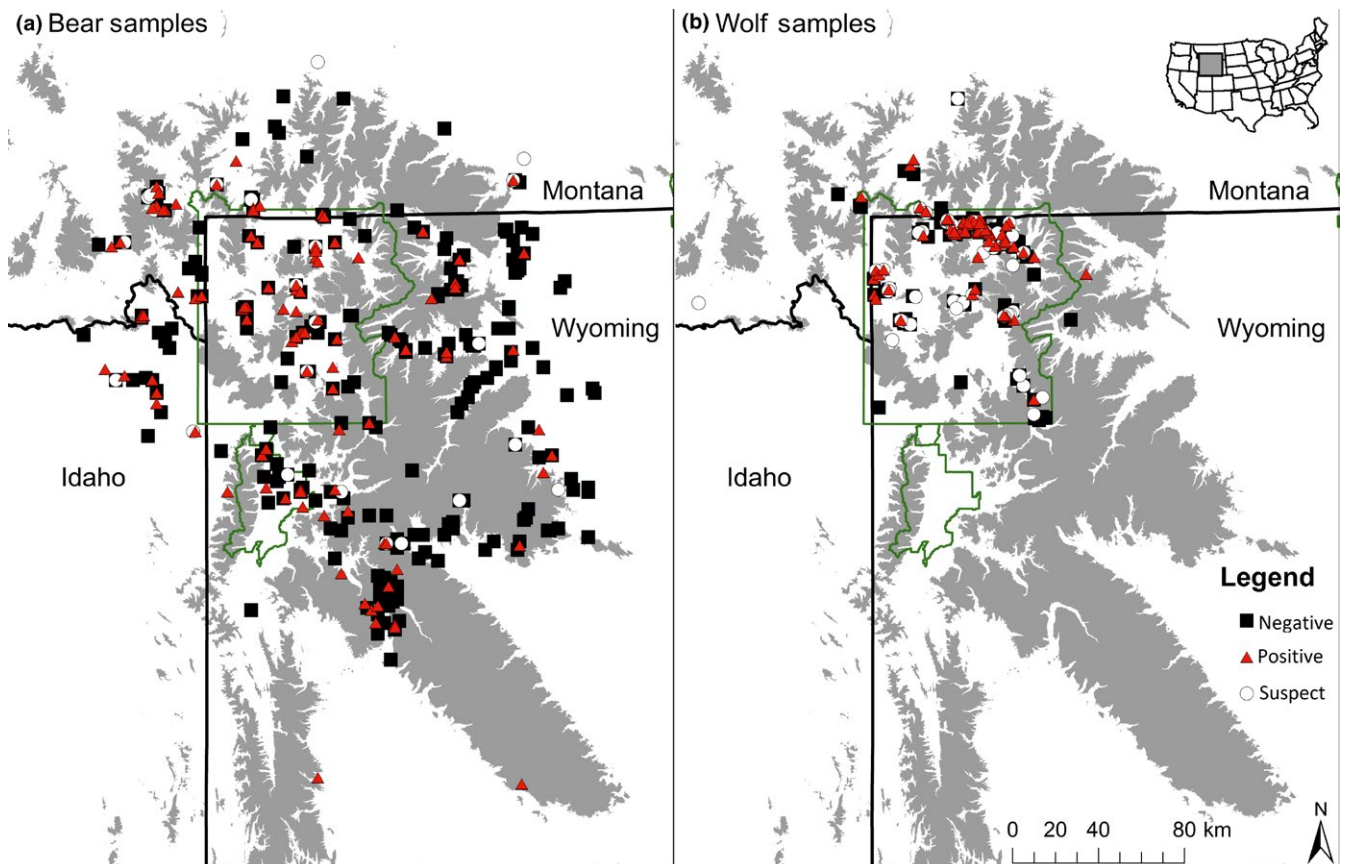 (a) Bear samples
Montana
Wyoming
Idaho
(b) Wolf samples
Montana
Wyoming
Idaho
Legend
Negative
Positive
Suspect
0 20 40 80 km
N